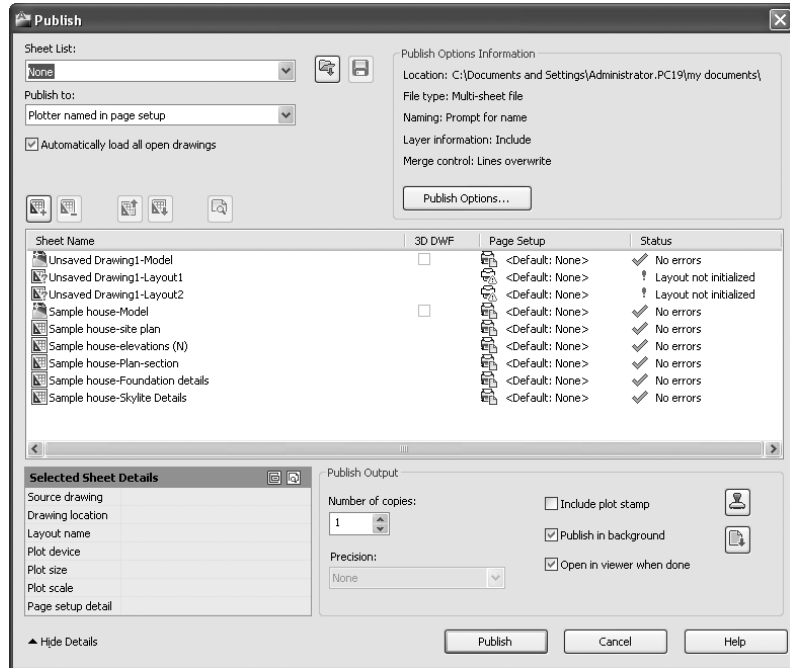 Publish
Sheet List:
None
Publish to:
Plotter named in page setup
Automatically load all open drawings
Publish Options Information
Location: C:\Documents and Settings\Administrator.PC19\my documents\
File type: Multi-sheet file
Naming: Prompt for name
Layer information: Include
Merge control: Lines overwrite
Publish Options...
Sheet Name 3D DWF Page Setup Status
Unsaved Drawing1-Model <Default: None> No errors
Unsaved Drawing1-Layout1 <Default: None> Layout not initialized
Unsaved Drawing1-Layout2 <Default: None> Layout not initialized
Sample house-Model <Default: None> No errors
Sample house-site plan <Default: None> No errors
Sample house-elevations (N) <Default: None> No errors
Sample house-Plan-section <Default: None> No errors
Sample house-Foundation details <Default: None> No errors
Sample house-Skylite Details <Default: None> No errors
Selected Sheet Details
Source drawing
Drawing location
Layout name
Plot device
Plot size
Plot scale
Page setup detail
Publish Output
Number of copies:
1
Precision:
None
Include plot stamp
Publish in background
Open in viewer when done
Hide Details
Publish
Cancel
Help